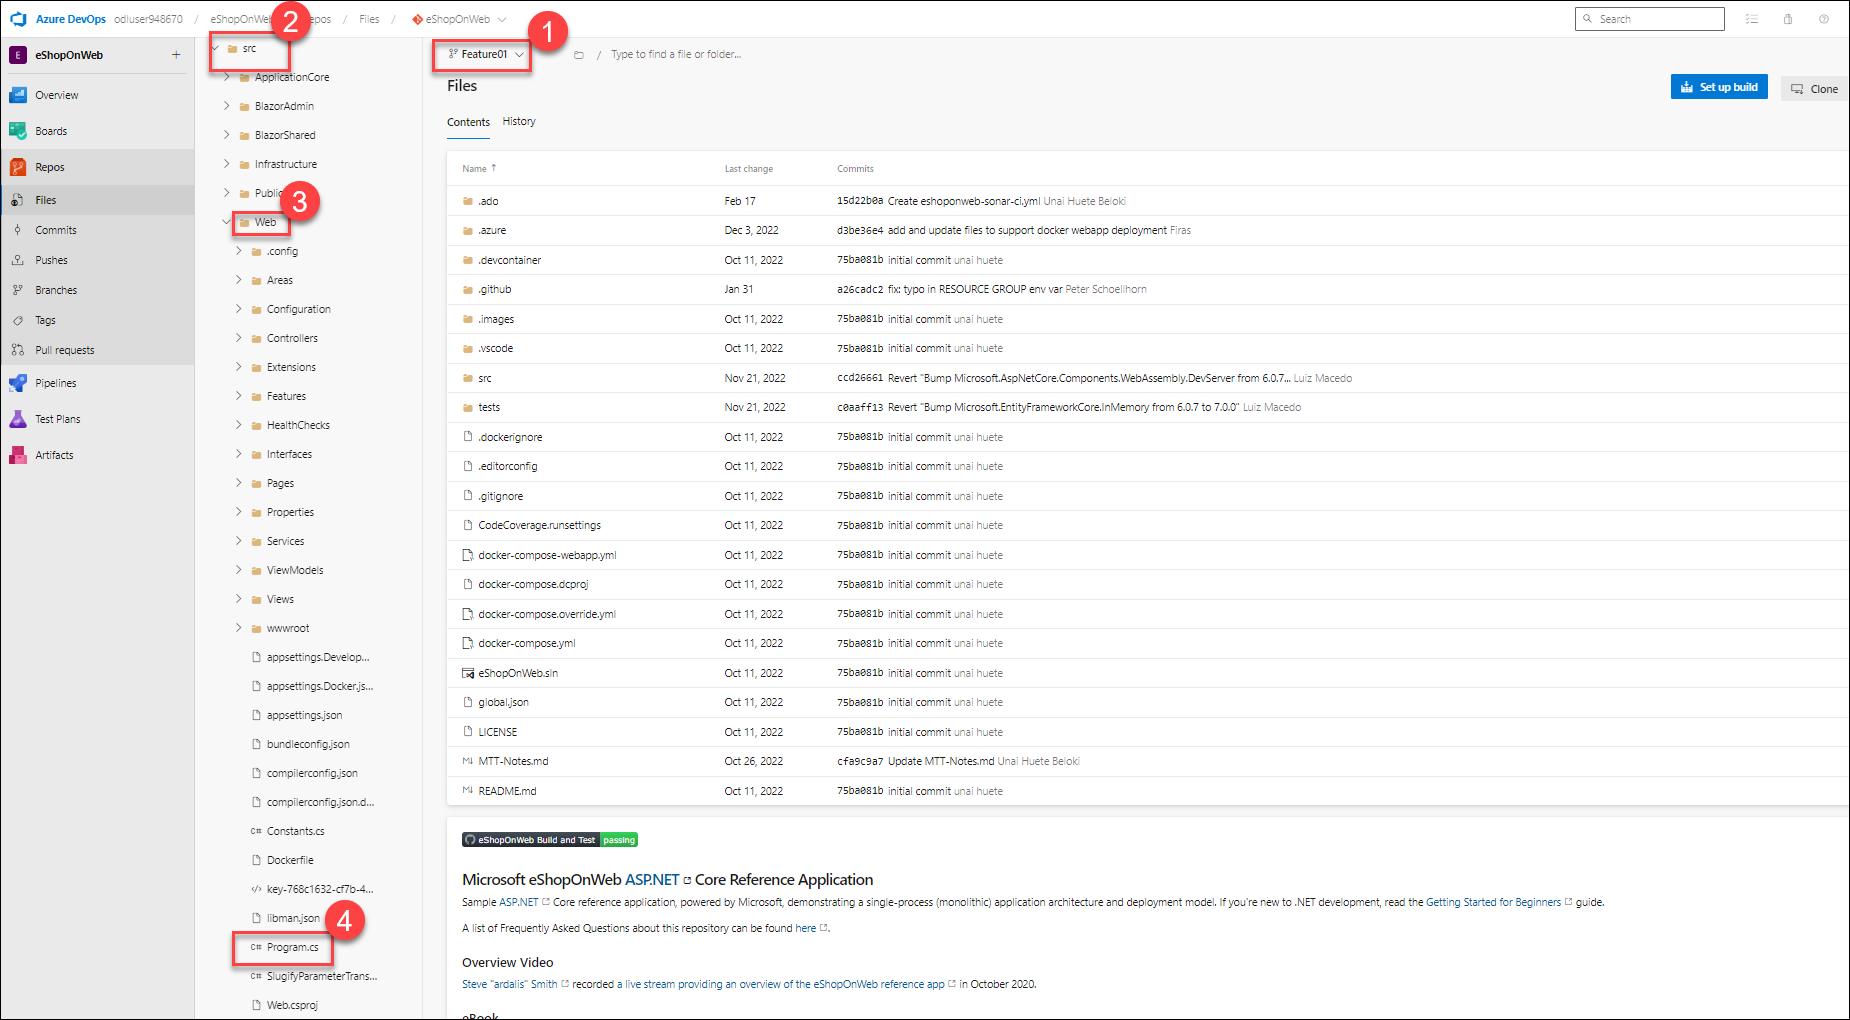 Azure DevOps odluser948670 / eShopOnWeb / Repos / Files / eShopOnWeb
Search
E eShopOnWeb +
Overview
Boards
Repos
Files
Commits
Pushes
Branches
Tags
Pull requests
Pipelines
Test Plans
Artifacts
2
src
ApplicationCore
BlazorAdmin
BlazorShared
Infrastructure
Public
3
Web
.config
Areas
Configuration
Controllers
Extensions
Features
HealthChecks
Interfaces
Pages
Properties
Services
ViewModels
Views
wwwroot
appsettings.Develop...
appsettings.Docker.js...
appsettings.json
bundleconfig.json
compilerconfig.json
compilerconfig.json.d...
C# Constants.cs
Dockerfile
key-768c1632-cf7b-4...
libman.json
4
C# Program.cs
C# SlugifyParameterTrans...
Web.csproj
1
Feature01 / Type to find a file or folder...
Files
Set up build
Clone
Contents History
Name ↑ Last change Commits
.ado Feb 17 15d22b0a Create eshoponweb-sonar-ci.yml Unai Huete Beloki
.azure Dec 3, 2022 d3be36e4 add and update files to support docker webapp deployment Firas
.devcontainer Oct 11, 2022 75ba081b initial commit unai huete
.github Jan 31 a26cadc2 fix: typo in RESOURCE GROUP env var Peter Schoellhorn
.images Oct 11, 2022 75ba081b initial commit unai huete
.vscode Oct 11, 2022 75ba081b initial commit unai huete
src Nov 21, 2022 ccd26661 Revert "Bump Microsoft.AspNetCore.Components.WebAssembly.DevServer from 6.0.7... Luiz Macedo
tests Nov 21, 2022 c0aaff13 Revert "Bump Microsoft.EntityFrameworkCore.InMemory from 6.0.7 to 7.0.0" Luiz Macedo
.dockerignore Oct 11, 2022 75ba081b initial commit unai huete
.editorconfig Oct 11, 2022 75ba081b initial commit unai huete
.gitignore Oct 11, 2022 75ba081b initial commit unai huete
CodeCoverage.runsettings Oct 11, 2022 75ba081b initial commit unai huete
docker-compose-webapp.yml Oct 11, 2022 75ba081b initial commit unai huete
docker-compose.dcproj Oct 11, 2022 75ba081b initial commit unai huete
docker-compose.override.yml Oct 11, 2022 75ba081b initial commit unai huete
docker-compose.yml Oct 11, 2022 75ba081b initial commit unai huete
eShopOnWeb.sln Oct 11, 2022 75ba081b initial commit unai huete
global.json Oct 11, 2022 75ba081b initial commit unai huete
LICENSE Oct 11, 2022 75ba081b initial commit unai huete
M↓ MTT-Notes.md Oct 26, 2022 cfa9c9a7 Update MTT-Notes.md Unai Huete Beloki
M↓ README.md Oct 11, 2022 75ba081b initial commit unai huete
eShopOnWeb Build and Test passing
Microsoft eShopOnWeb ASP.NET Core Reference Application
Sample ASP.NET Core reference application, powered by Microsoft, demonstrating a single-process (monolithic) application architecture and deployment model. If you're new to .NET development, read the Getting Started for Beginners guide.
A list of Frequently Asked Questions about this repository can be found here.
Overview Video
Steve "ardalis" Smith recorded a live stream providing an overview of the eShopOnWeb reference app in October 2020.
eBook